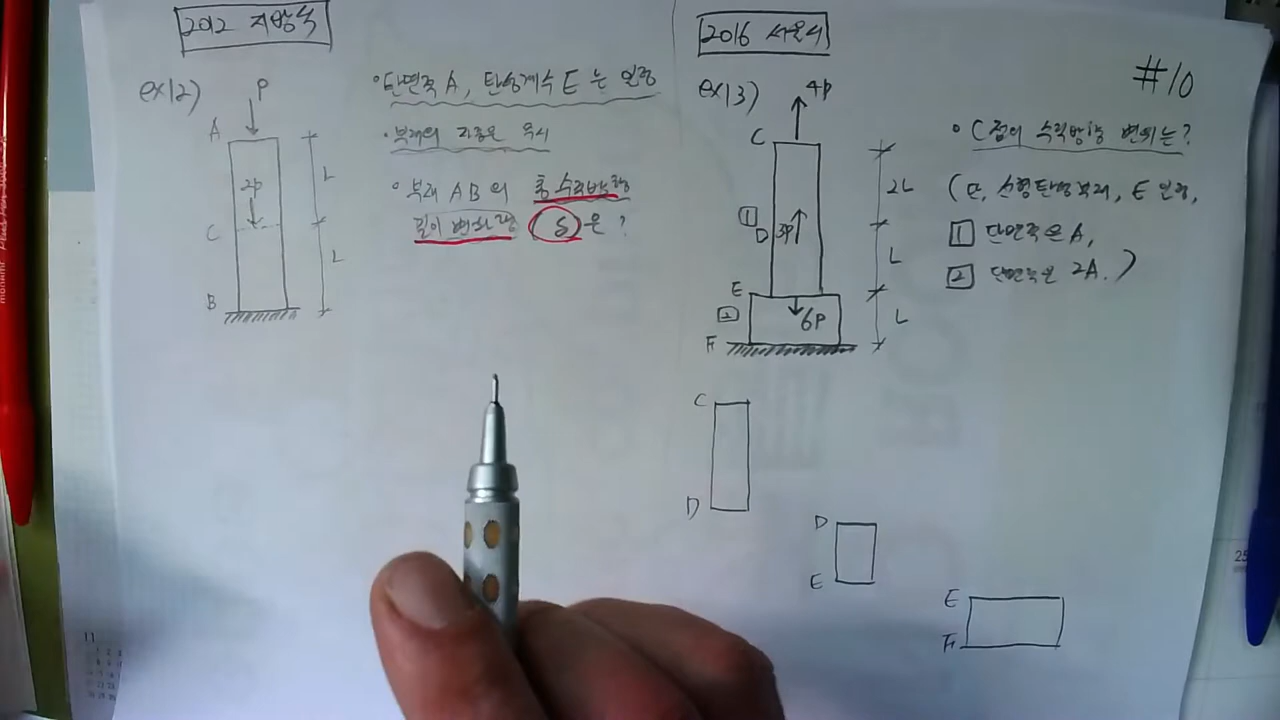 2012 지방직
ex12)
P
A
2P
L
C
L
B
• 단면적 A, 탄성계수 E는 일정
• 부재의 자중은 무시
• 부재 AB의 총 수직방향
길이 변화량 δ은?
2016 서울시
#10
ex13)
4P
C
2L
1
D
3P
L
E
2
6P
L
F
• C점의 수직방향 변위는?
(단, 선형탄성부재, E 일정,
1 단면적은 A,
2 단면적은 2A.)
C
D
D
E
E
F
11
25